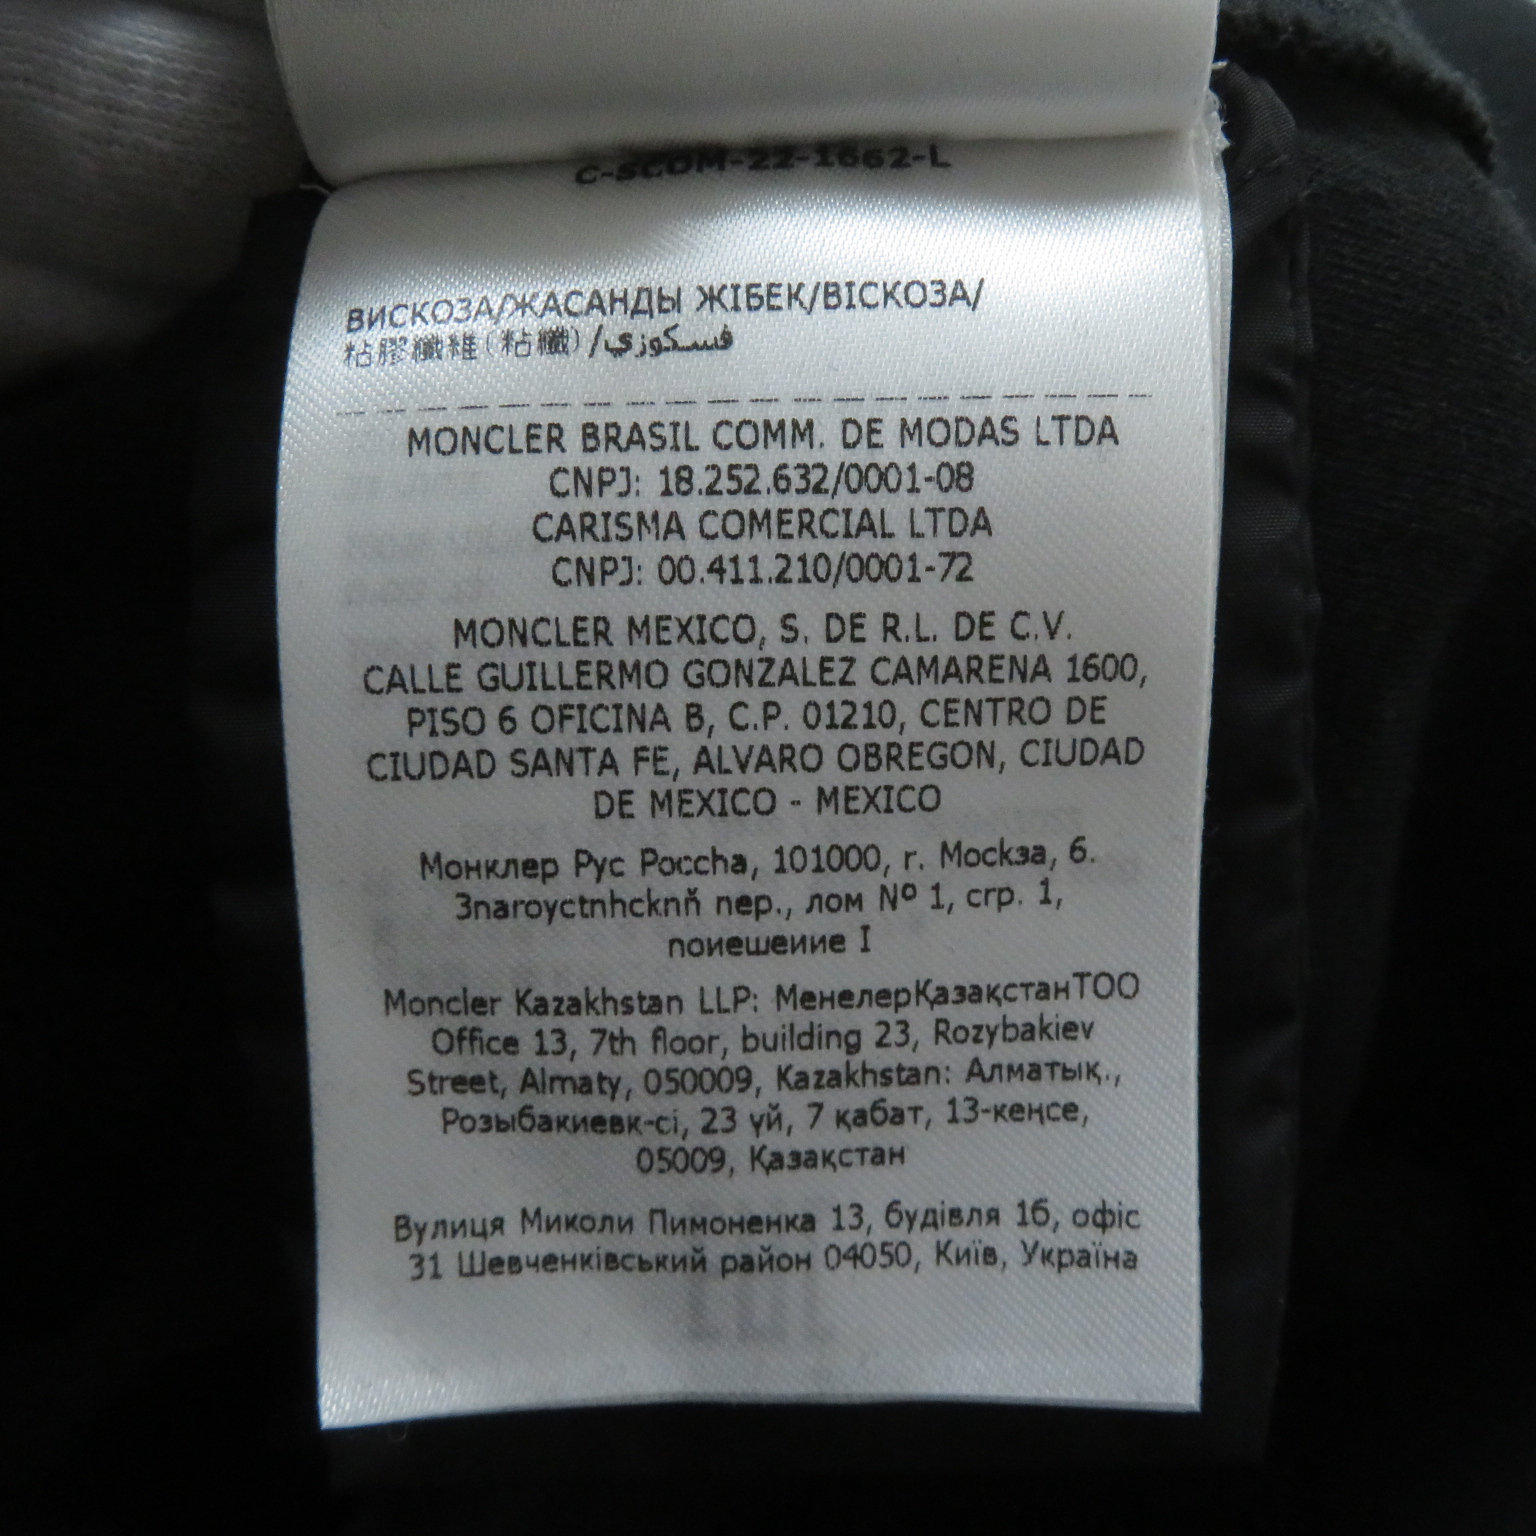 C-SCOM-22-1662-L
ВИСКОЗА/ЖАСАНДЫ ЖІБЕК/ВІСКОЗА/
粘膠纖維(粘纖)/فسكوزي
MONCLER BRASIL COMM. DE MODAS LTDA
CNPJ: 18.252.632/0001-08
CARISMA COMERCIAL LTDA
CNPJ: 00.411.210/0001-72
MONCLER MEXICO, S. DE R.L. DE C.V.
CALLE GUILLERMO GONZALEZ CAMARENA 1600,
PISO 6 OFICINA B, C.P. 01210, CENTRO DE
CIUDAD SANTA FE, ALVARO OBREGON, CIUDAD
DE MEXICO - MEXICO
Монклер Рус Poccha, 101000, г. Mockзa, 6.
3naroyctnhcknň nep., лом Nº 1, crp. 1,
поиешеиие I
Moncler Kazakhstan LLP: МенелерҚазақстанТОО
Office 13, 7th floor, building 23, Rozybakiev
Street, Almaty, 050009, Kazakhstan: Алматық.,
Розыбакиевк-сі, 23 үй, 7 қабат, 13-кеңсе,
05009, Қазақстан
Вулиця Миколи Пимоненка 13, будівля 1б, офіс
31 Шевченківський район 04050, Київ, Україна